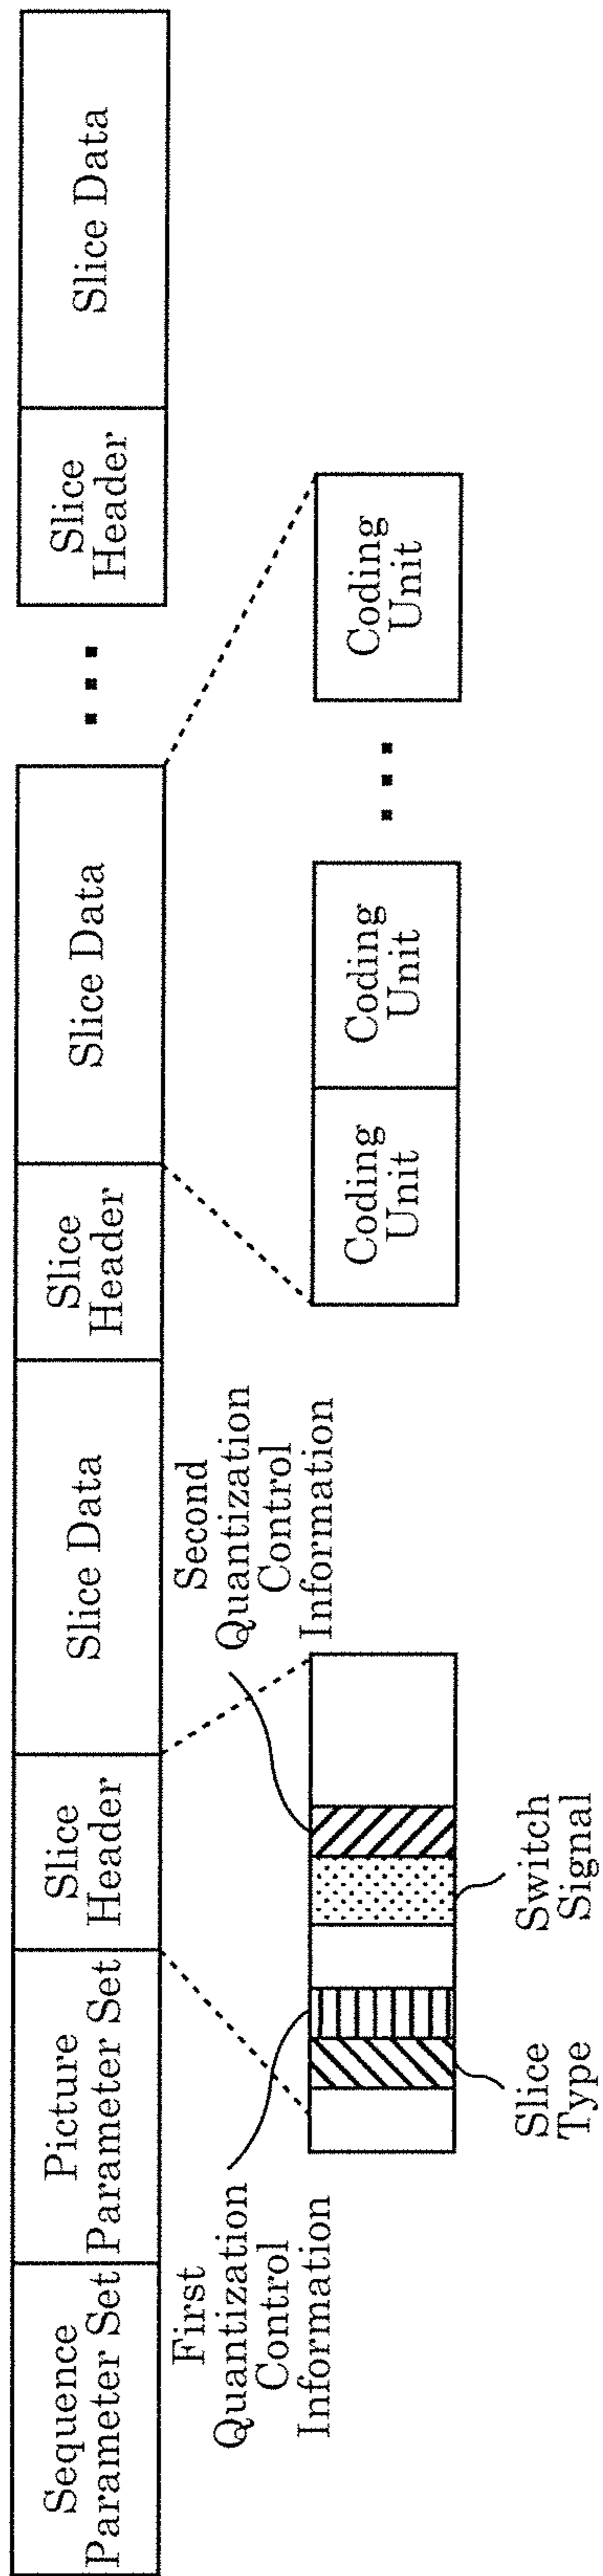 Sequence
Parameter Set
Picture
Parameter Set
Slice
Header
Slice Data
Slice
Header
Slice Data
Slice
Header
Slice Data
First
Quantization
Control
Information
Second
Quantization
Control
Information
Slice
Type
Switch
Signal
Coding
Unit
Coding
Unit
Coding
Unit